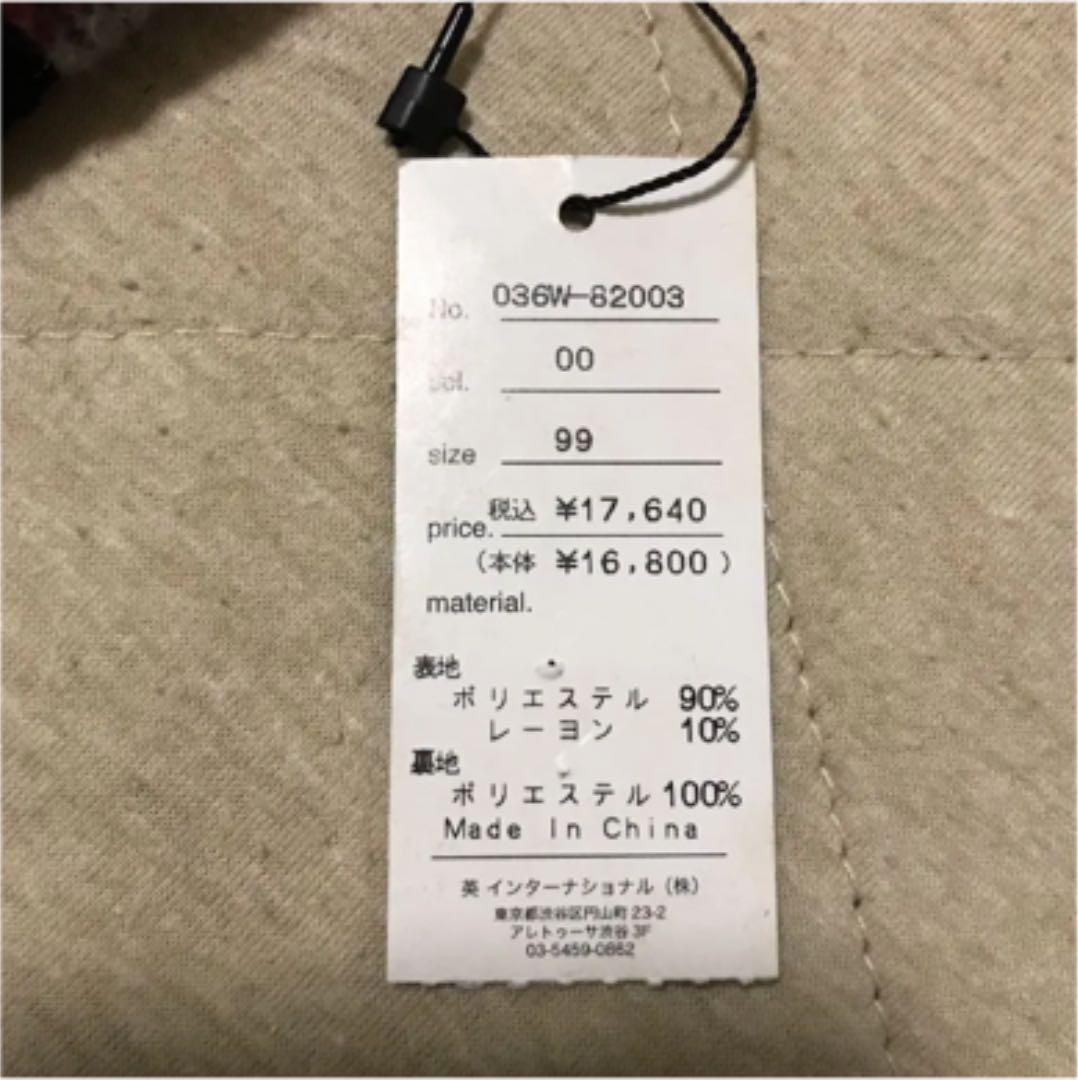 No. 036W-82003
col. 00
size 99
price. 税込 ¥17,640
(本体 ¥16,800)
material.
表地
ポリエステル 90%
レーヨン 10%
裏地
ポリエステル 100%
Made In China
英 インターナショナル(株)
東京都渋谷区円山町 23-2
アレトゥーサ渋谷 3F
03-5459-0862